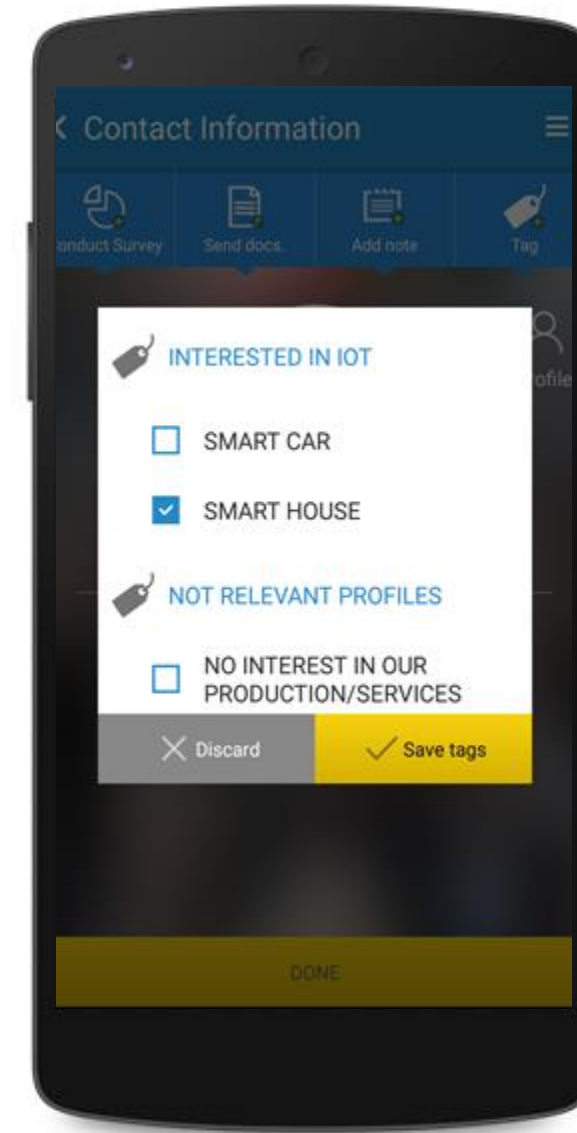 Contact Information
onduct Survey
Send docs.
Add note
Tag
ofile
INTERESTED IN IOT
SMART CAR
SMART HOUSE
NOT RELEVANT PROFILES
NO INTEREST IN OUR
PRODUCTION/SERVICES
Discard
Save tags
DONE